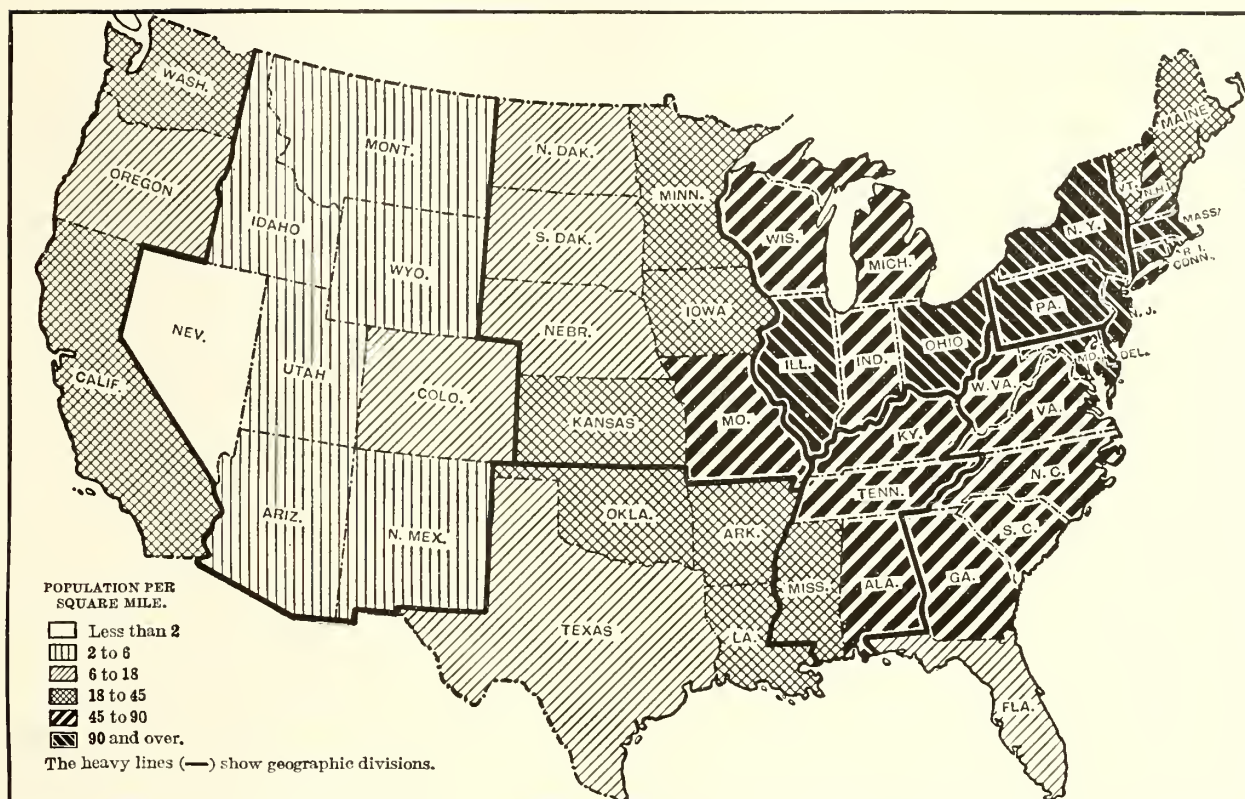 WASH.
MAINE
MONT.
N. DAK.
OREGON
MINN.
VT.
N.H.
IDAHO
MASS.
N.Y.
S. DAK.
WIS.
R.I.
WYO.
MICH.
CONN.
PA.
N.J.
IOWA
NEV.
NEBR.
OHIO
ILL.
IND.
MD.
DEL.
UTAH
CALIF.
COLO.
W.VA.
VA.
KANSAS
MO.
KY.
N.C.
TENN.
OKLA.
ARIZ.
N. MEX.
ARK.
S.C.
MISS.
ALA.
GA.
POPULATION PER
SQUARE MILE.
Less than 2
TEXAS
LA.
2 to 6
6 to 18
18 to 45
FLA.
45 to 90
90 and over.
The heavy lines (—) show geographic divisions.